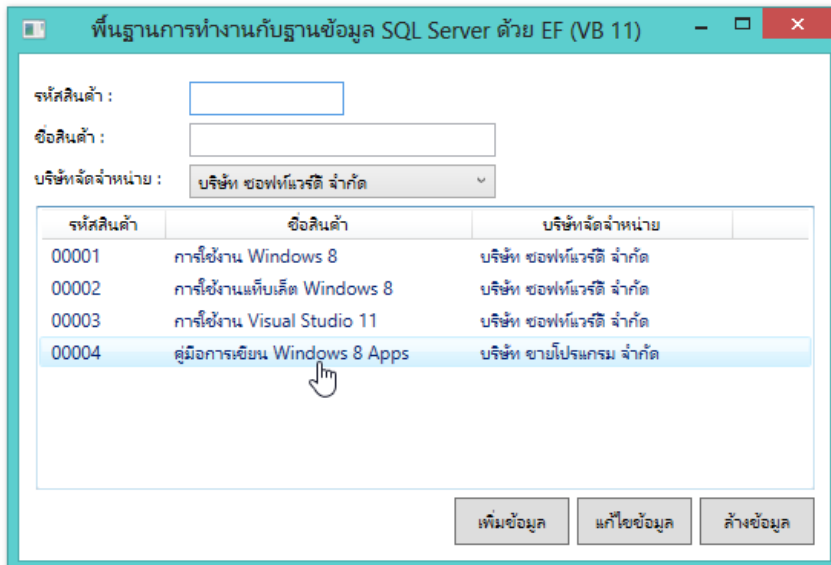 พื้นฐานการทำงานกับฐานข้อมูล SQL Server ด้วย EF (VB 11)
รหัสสินค้า :
ชื่อสินค้า :
บริษัทจัดจำหน่าย : บริษัท ซอฟท์แวร์ดี จำกัด
รหัสสินค้า ชื่อสินค้า บริษัทจัดจำหน่าย
00001 การใช้งาน Windows 8 บริษัท ซอฟท์แวร์ดี จำกัด
00002 การใช้งานแท็บเล็ต Windows 8 บริษัท ซอฟท์แวร์ดี จำกัด
00003 การใช้งาน Visual Studio 11 บริษัท ซอฟท์แวร์ดี จำกัด
00004 คู่มือการเขียน Windows 8 Apps บริษัท ขายโปรแกรม จำกัด
เพิ่มข้อมูล แก้ไขข้อมูล ล้างข้อมูล